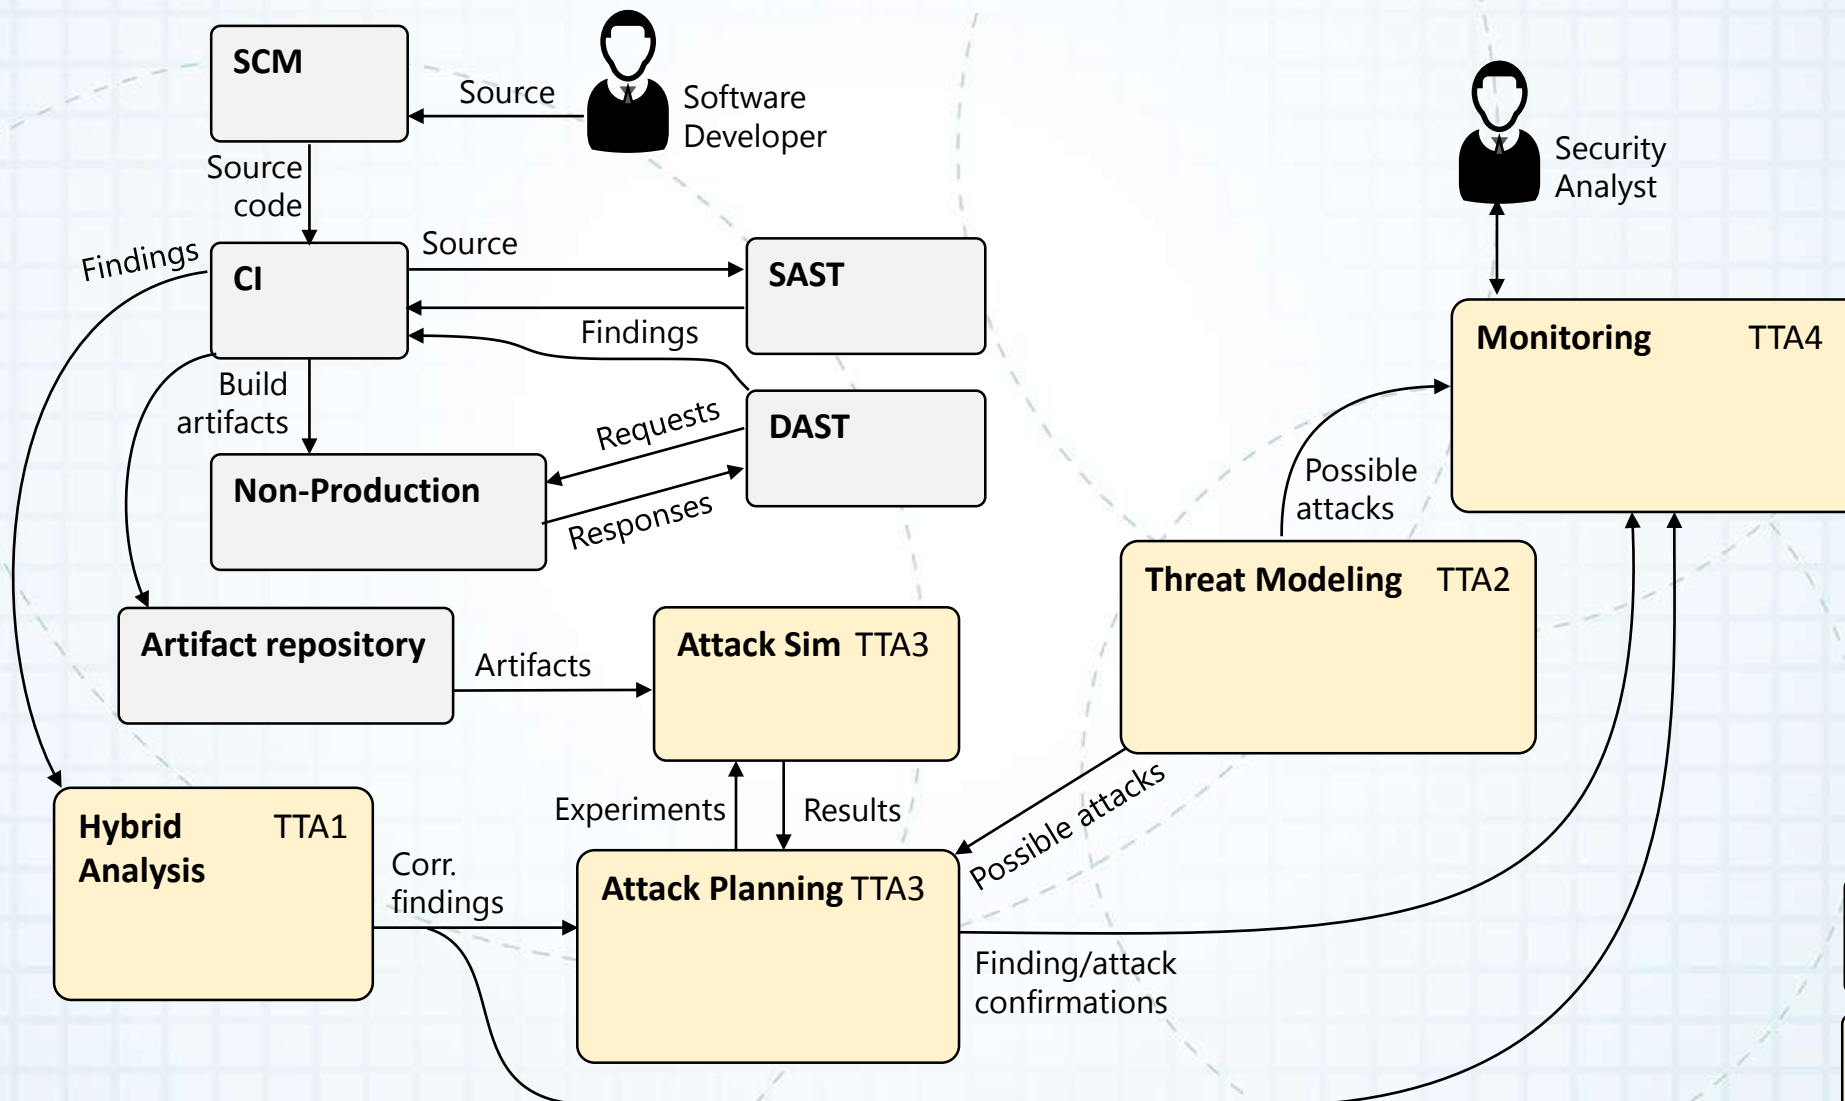 SCM
Source
Software
Developer
Security
Analyst
Source
code
Findings
CI
Source
SAST
Findings
Monitoring TTA4
Build
artifacts
Requests
DAST
Non-Production
Responses
Possible
attacks
Threat Modeling TTA2
Artifact repository
Artifacts
Attack Sim TTA3
Experiments
Results
Possible attacks
Hybrid TTA1
Analysis
Corr.
findings
Attack Planning TTA3
Finding/attack
confirmations